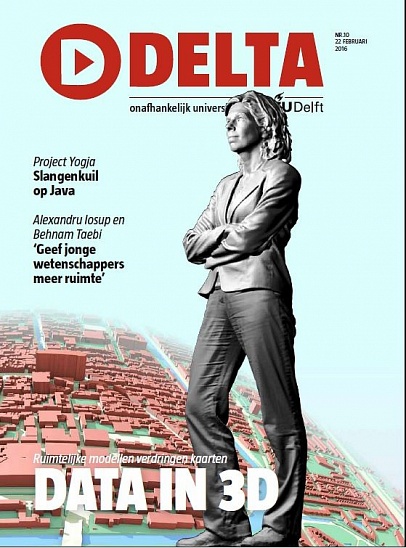 DELTA
NR.10
22 FEBRUARI
2016
onafhankelijk univers
TU Delft
Project Yogja
Slangenkuil
op Java
Alexandru Iosup en
Behnam Taebi
‘Geef jonge
wetenschappers
meer ruimte’
Ruimtelijke modellen verdringen kaarten
DATA IN 3D